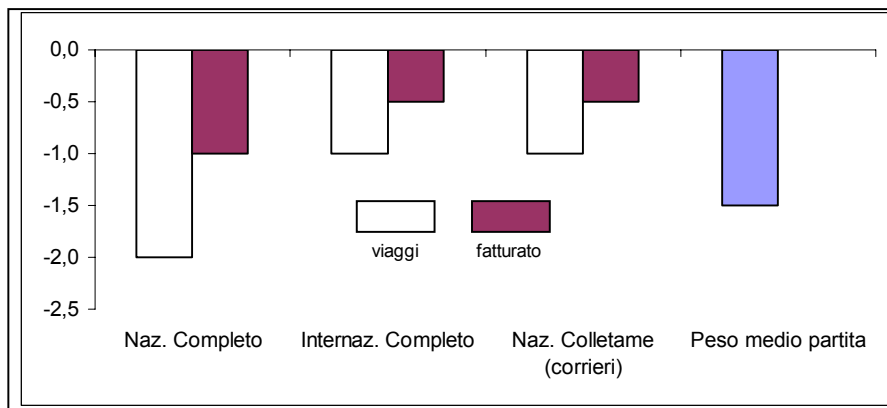 0,0
-0,5
-1,0
-1,5
-2,0
-2,5
viaggi fatturato
Naz. Completo Internaz. Completo Naz. Colletame Peso medio partita
(corrieri)